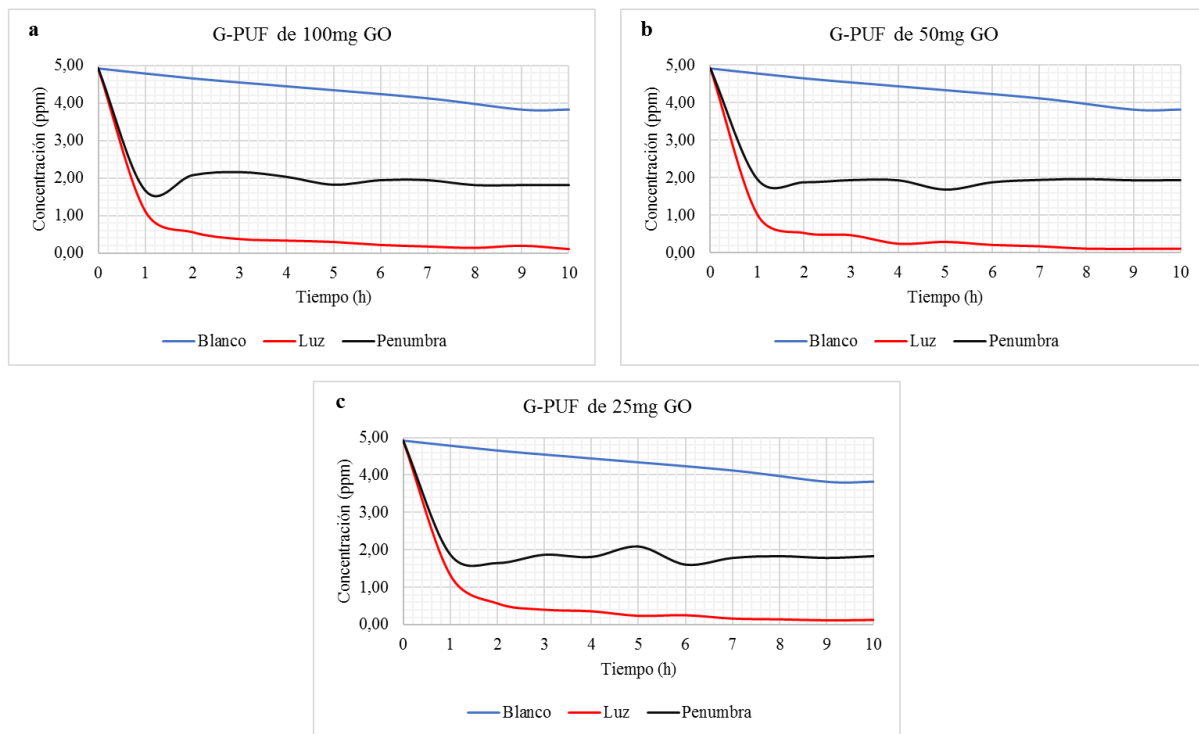 a
G-PUF de 100mg GO
5,00
4,00
3,00
2,00
1,00
0,00
Concentración (ppm)
0 1 2 3 4 5 6 7 8 9 10
Tiempo (h)
Blanco Luz Penumbra
b
G-PUF de 50mg GO
5,00
4,00
3,00
2,00
1,00
0,00
Concentración (ppm)
0 1 2 3 4 5 6 7 8 9 10
Tiempo (h)
Blanco Luz Penumbra
c
G-PUF de 25mg GO
5,00
4,00
3,00
2,00
1,00
0,00
Concentración (ppm)
0 1 2 3 4 5 6 7 8 9 10
Tiempo (h)
Blanco Luz Penumbra